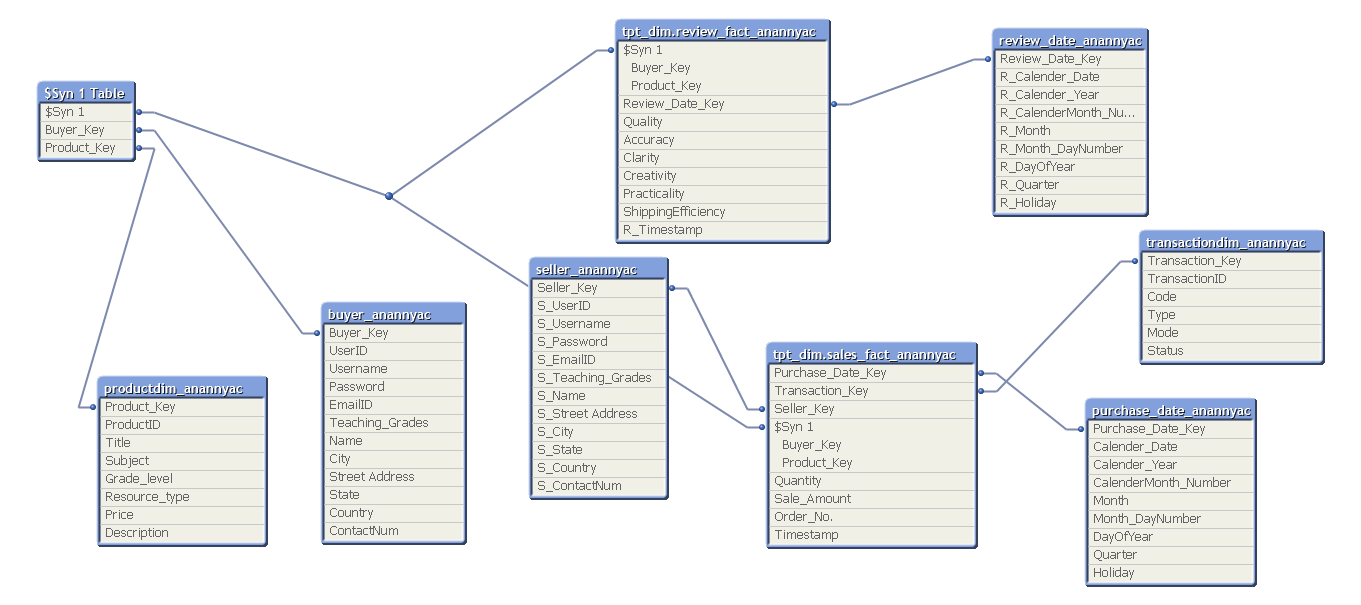 $Syn 1 Table
$Syn 1
Buyer_Key
Product_Key
tpt_dim.review_fact_anannyac
$Syn 1
Buyer_Key
Product_Key
Review_Date_Key
Quality
Accuracy
Clarity
Creativity
Practicality
ShippingEfficiency
R_Timestamp
review_date_anannyac
Review_Date_Key
R_Calender_Date
R_Calender_Year
R_CalenderMonth_Nu...
R_Month
R_Month_DayNumber
R_DayOfYear
R_Quarter
R_Holiday
productdim_anannyac
Product_Key
ProductID
Title
Subject
Grade_level
Resource_type
Price
Description
buyer_anannyac
Buyer_Key
UserID
Username
Password
EmailID
Teaching_Grades
Name
City
Street Address
State
Country
ContactNum
seller_anannyac
Seller_Key
S_UserID
S_Username
S_Password
S_EmailID
S_Teaching_Grades
S_Name
S_Street Address
S_City
S_State
S_Country
S_ContactNum
tpt_dim.sales_fact_anannyac
Purchase_Date_Key
Transaction_Key
Seller_Key
$Syn 1
Buyer_Key
Product_Key
Quantity
Sale_Amount
Order_No.
Timestamp
transactiondim_anannyac
Transaction_Key
TransactionID
Code
Type
Mode
Status
purchase_date_anannyac
Purchase_Date_Key
Calender_Date
Calender_Year
CalenderMonth_Number
Month
Month_DayNumber
DayOfYear
Quarter
Holiday